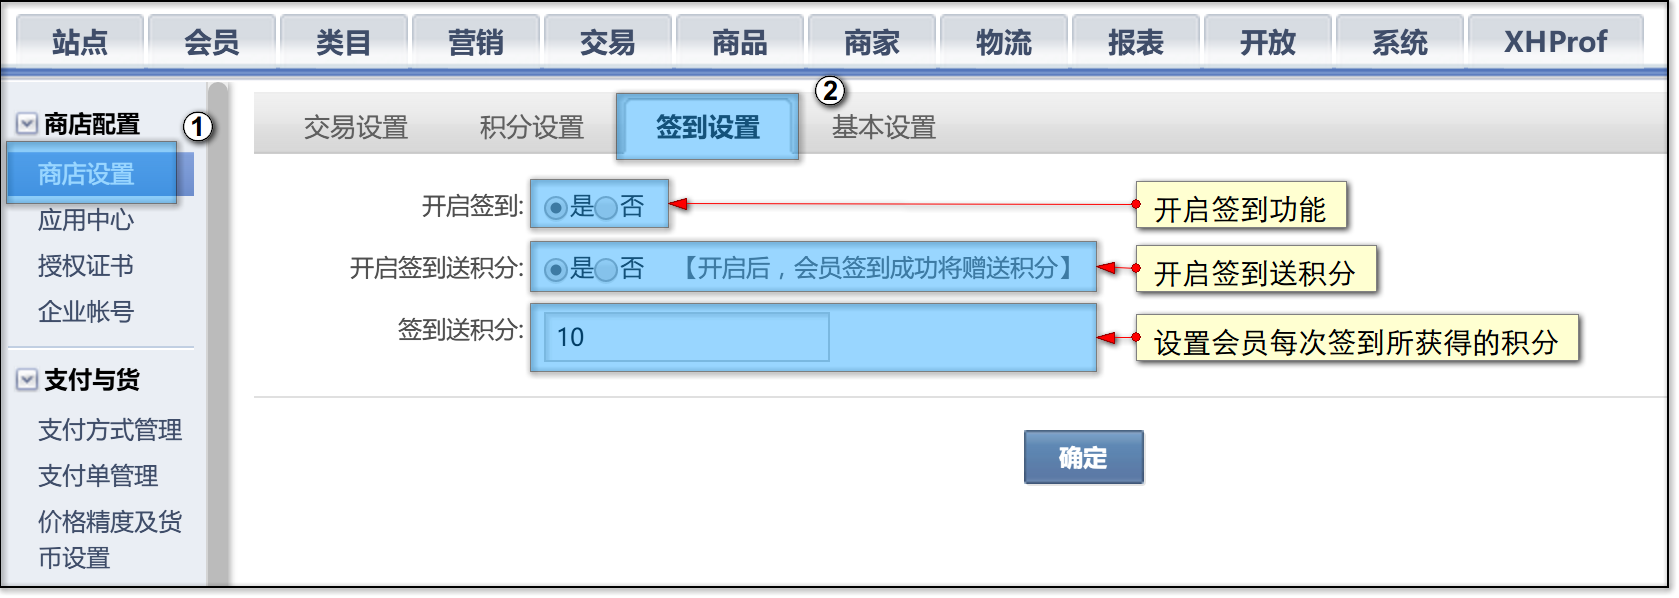 站点 会员 类目 营销 交易 商品 商家 物流 报表 开放 系统 XHProf
商店配置 ①
商店设置
应用中心
授权证书
企业帐号
支付与货
支付方式管理
支付单管理
价格精度及货
币设置
交易设置 积分设置 签到设置 ② 基本设置
开启签到: 是 否 开启签到功能
开启签到送积分: 是 否 【开启后，会员签到成功将赠送积分】 开启签到送积分
签到送积分: 10 设置会员每次签到所获得的积分
确定